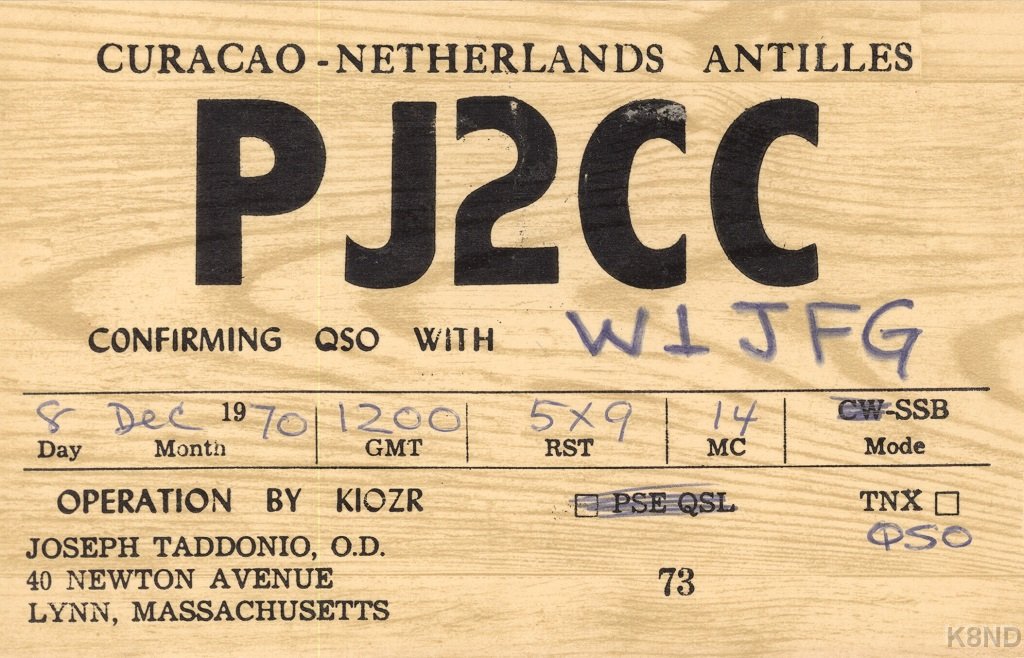 CURACAO - NETHERLANDS ANTILLES
PJ2CC
CONFIRMING QSO WITH W1JFG
8 Dec 1970 1200 5X9 14 CW-SSB
Day Month GMT RST MC Mode
OPERATION BY K1OZR PSE QSL TNX
QSO
JOSEPH TADDONIO, O.D.
40 NEWTON AVENUE 73
LYNN, MASSACHUSETTS
K8ND